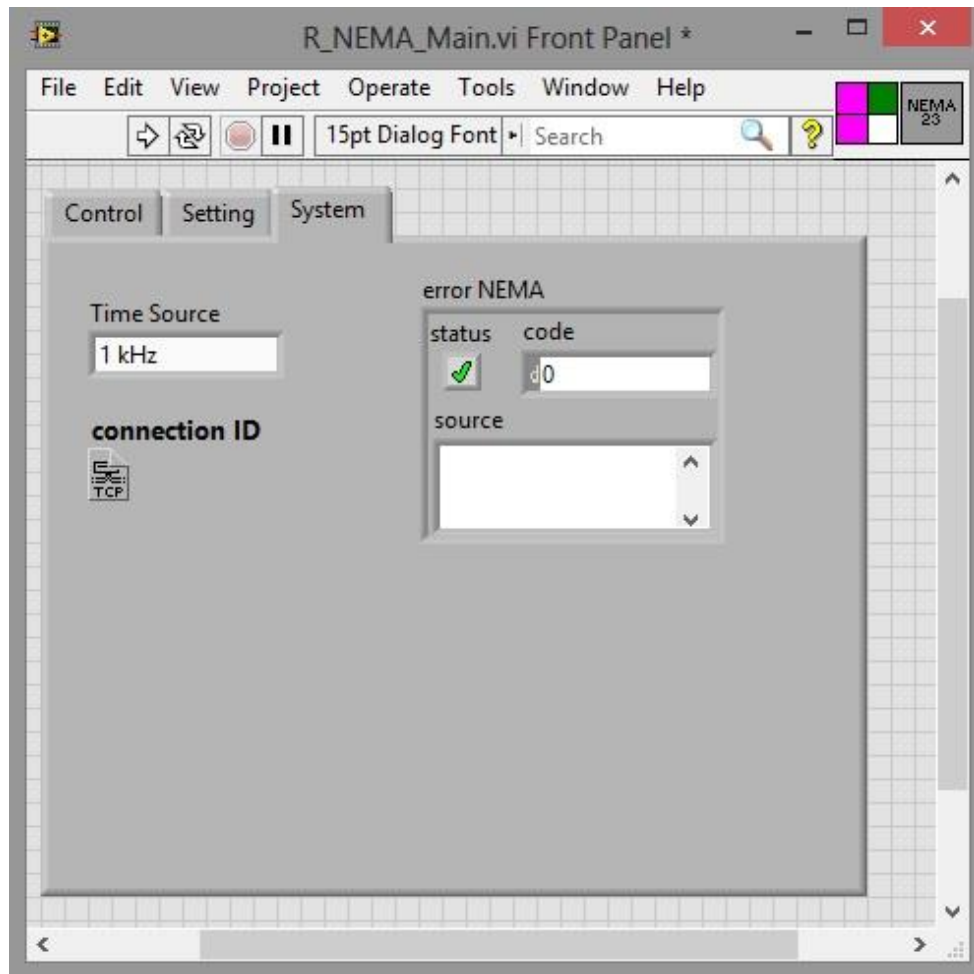 R_NEMA_Main.vi Front Panel *
File Edit View Project Operate Tools Window Help
15pt Dialog Font Search
NEMA
23
Control Setting System
error NEMA
Time Source
status code
1 kHz
d 0
connection ID
source
TCP